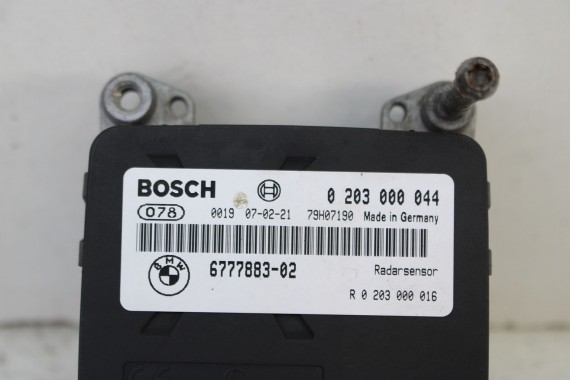 BOSCH 0 203 000 044
078 0019 07-02-21 79H07190 Made in Germany
BMW 6777883-02 Radarsensor
R 0 203 000 016